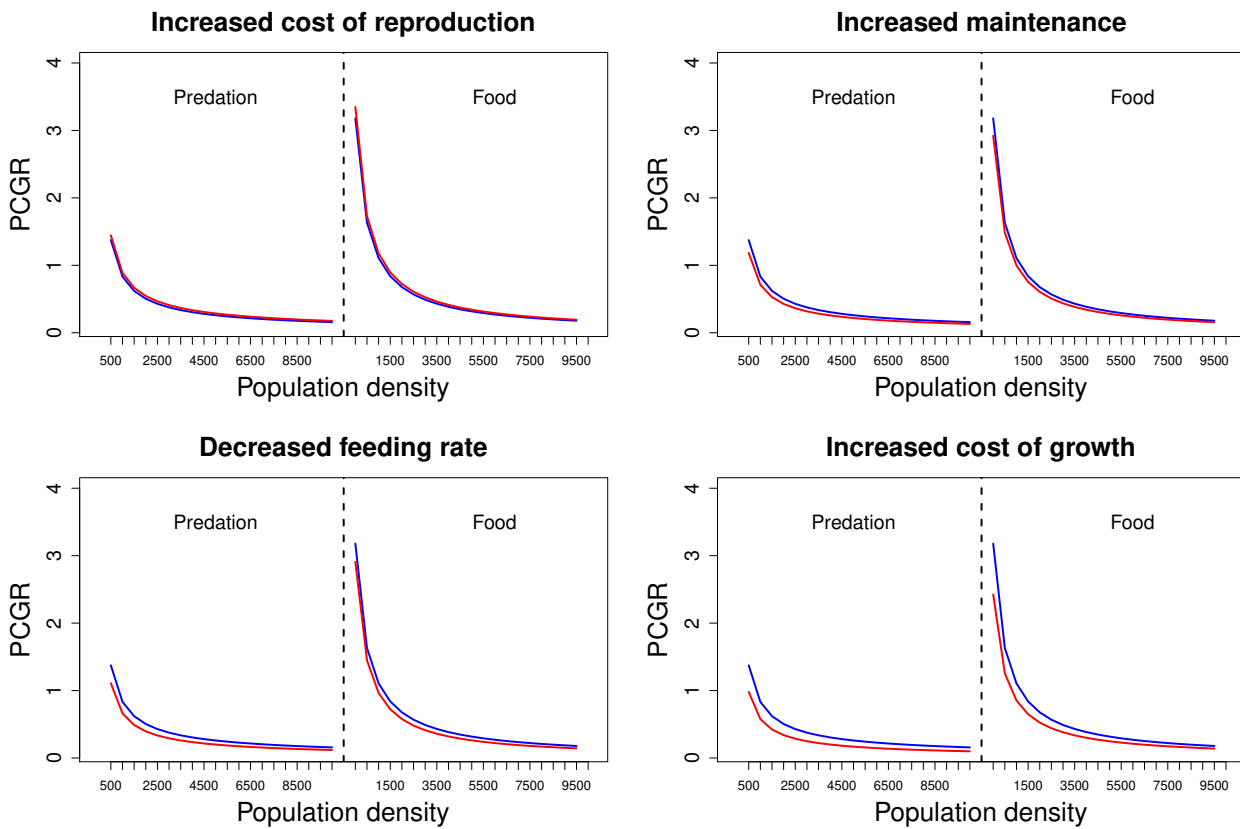 Increased cost of reproduction
PCGR
4
3
2
1
0
Predation
Food
500 2500 4500 6500 8500 1500 3500 5500 7500 9500
Population density
Increased maintenance
PCGR
4
3
2
1
0
Predation
Food
500 2500 4500 6500 8500 1500 3500 5500 7500 9500
Population density
Decreased feeding rate
PCGR
4
3
2
1
0
Predation
Food
500 2500 4500 6500 8500 1500 3500 5500 7500 9500
Population density
Increased cost of growth
PCGR
4
3
2
1
0
Predation
Food
500 2500 4500 6500 8500 1500 3500 5500 7500 9500
Population density